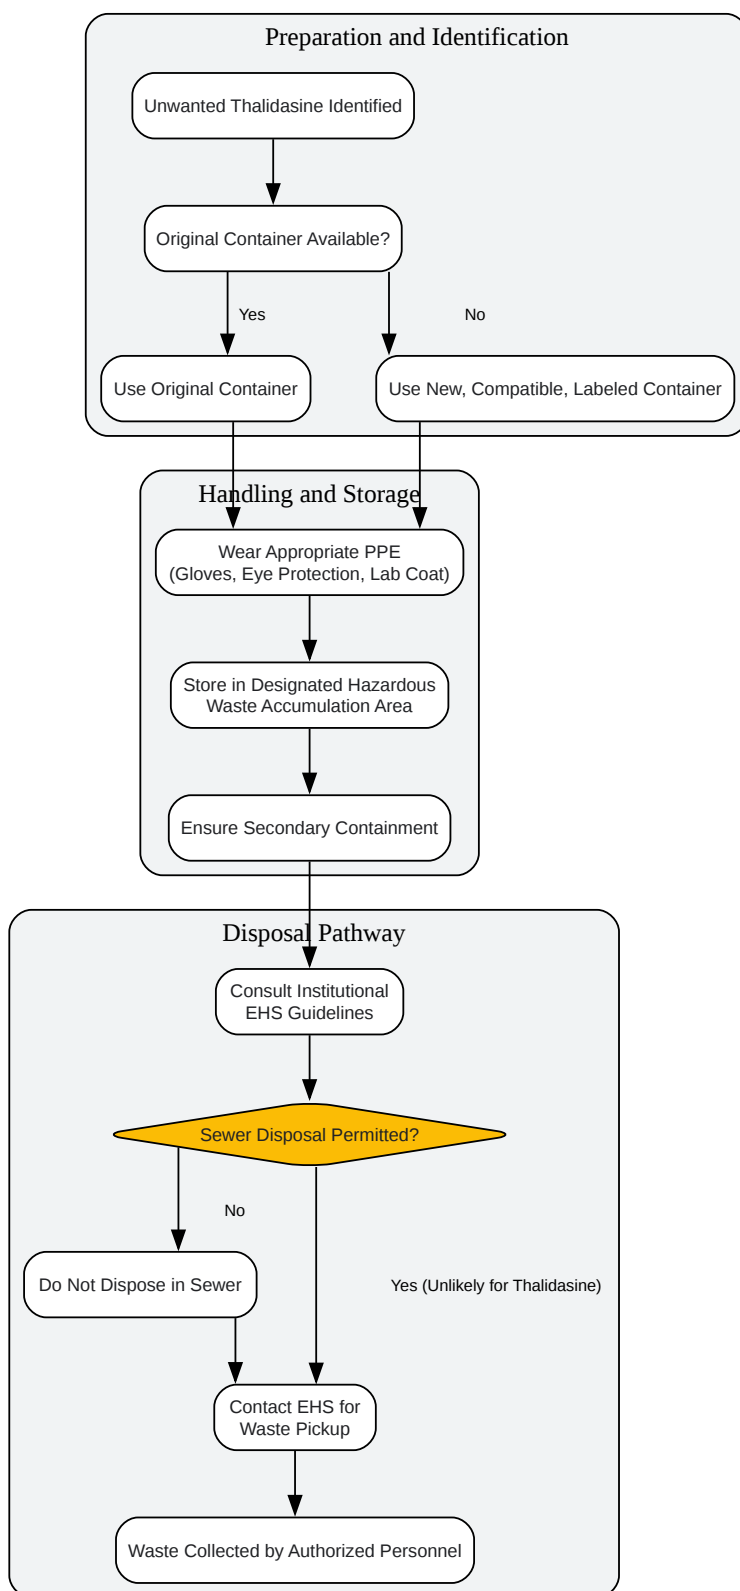 Preparation and Identification
Unwanted Thalidasine Identified
Original Container Available?
Yes
No
Use Original Container
Use New, Compatible, Labeled Container
Handling and Storage
Wear Appropriate PPE
(Gloves, Eye Protection, Lab Coat)
Store in Designated Hazardous
Waste Accumulation Area
Ensure Secondary Containment
Disposal Pathway
Consult Institutional
EHS Guidelines
Sewer Disposal Permitted?
No
Do Not Dispose in Sewer
Yes (Unlikely for Thalidasine)
Contact EHS for
Waste Pickup
Waste Collected by Authorized Personnel